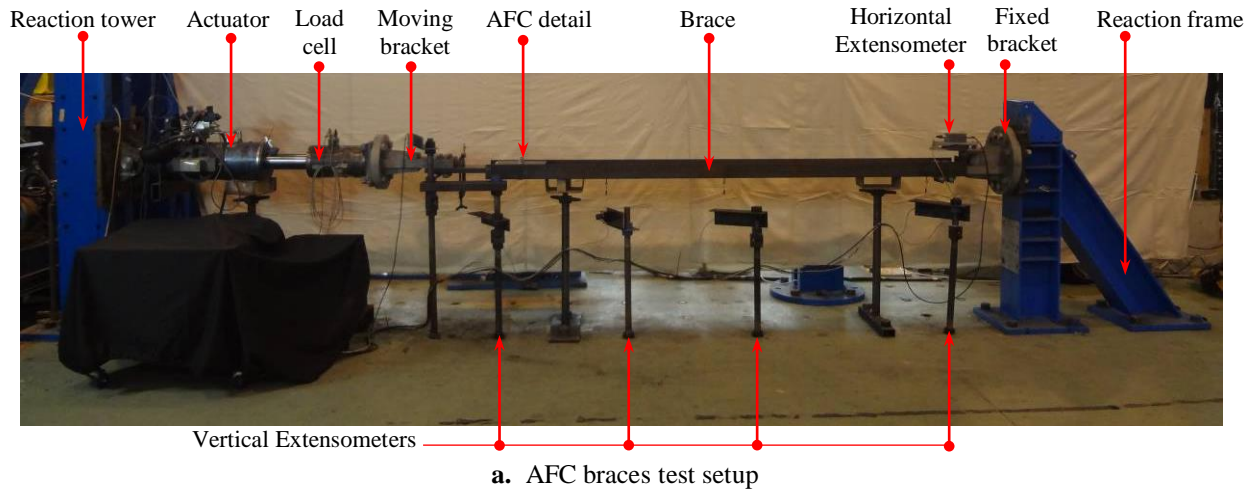 Reaction tower
Actuator
Load
cell
Moving
bracket
AFC detail
Brace
Horizontal
Extensometer
Fixed
bracket
Reaction frame
Vertical Extensometers
a. AFC braces test setup